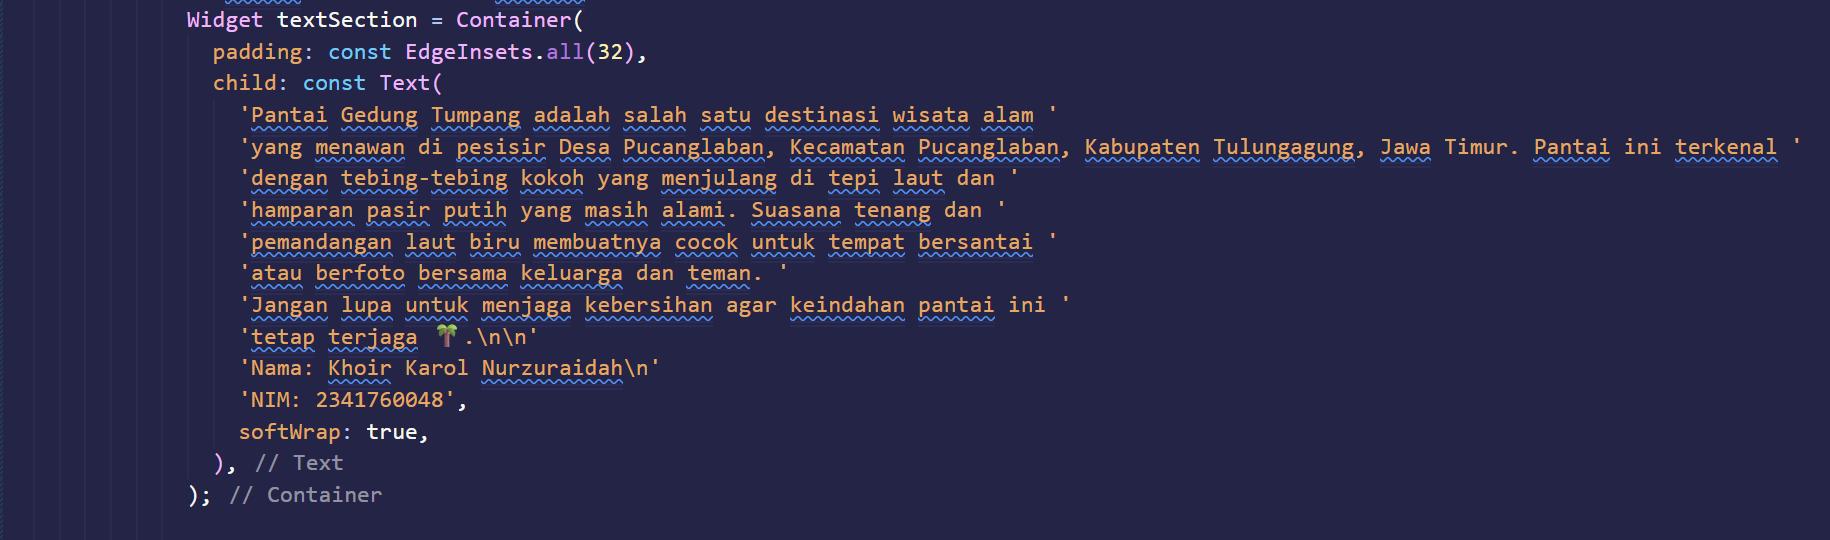 Widget textSection = Container(
padding: const EdgeInsets.all(32),
child: const Text(
'Pantai Gedung Tumpang adalah salah satu destinasi wisata alam '
'yang menawan di pesisir Desa Pucanglaban, Kecamatan Pucanglaban, Kabupaten Tulungagung, Jawa Timur. Pantai ini terkenal '
'dengan tebing-tebing kokoh yang menjulang di tepi laut dan '
'hamparan pasir putih yang masih alami. Suasana tenang dan '
'pemandangan laut biru membuatnya cocok untuk tempat bersantai '
'atau berfoto bersama keluarga dan teman. '
'Jangan lupa untuk menjaga kebersihan agar keindahan pantai ini '
'tetap terjaga 🌴.\n\n'
'Nama: Khoir Karol Nurzuraidah\n'
'NIM: 2341760048',
softWrap: true,
), // Text
); // Container